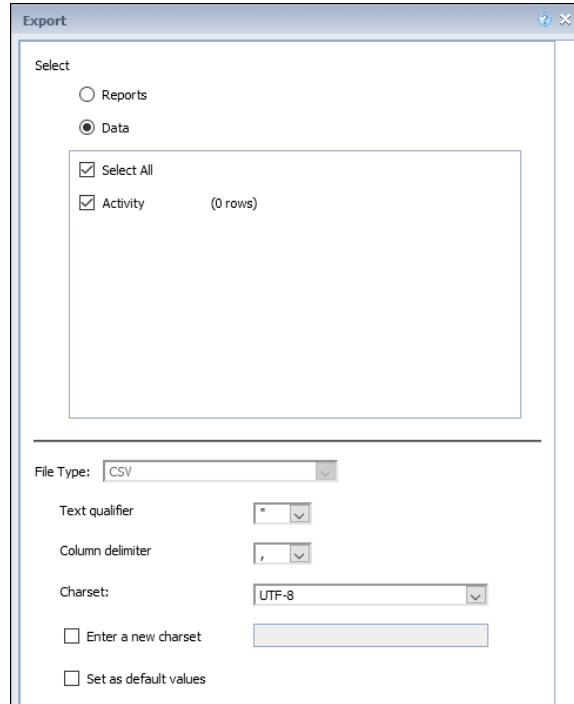 Export
Select
Reports
Data
Select All
Activity (0 rows)
File Type: CSV
Text qualifier "
Column delimiter ,
Charset: UTF-8
Enter a new charset
Set as default values